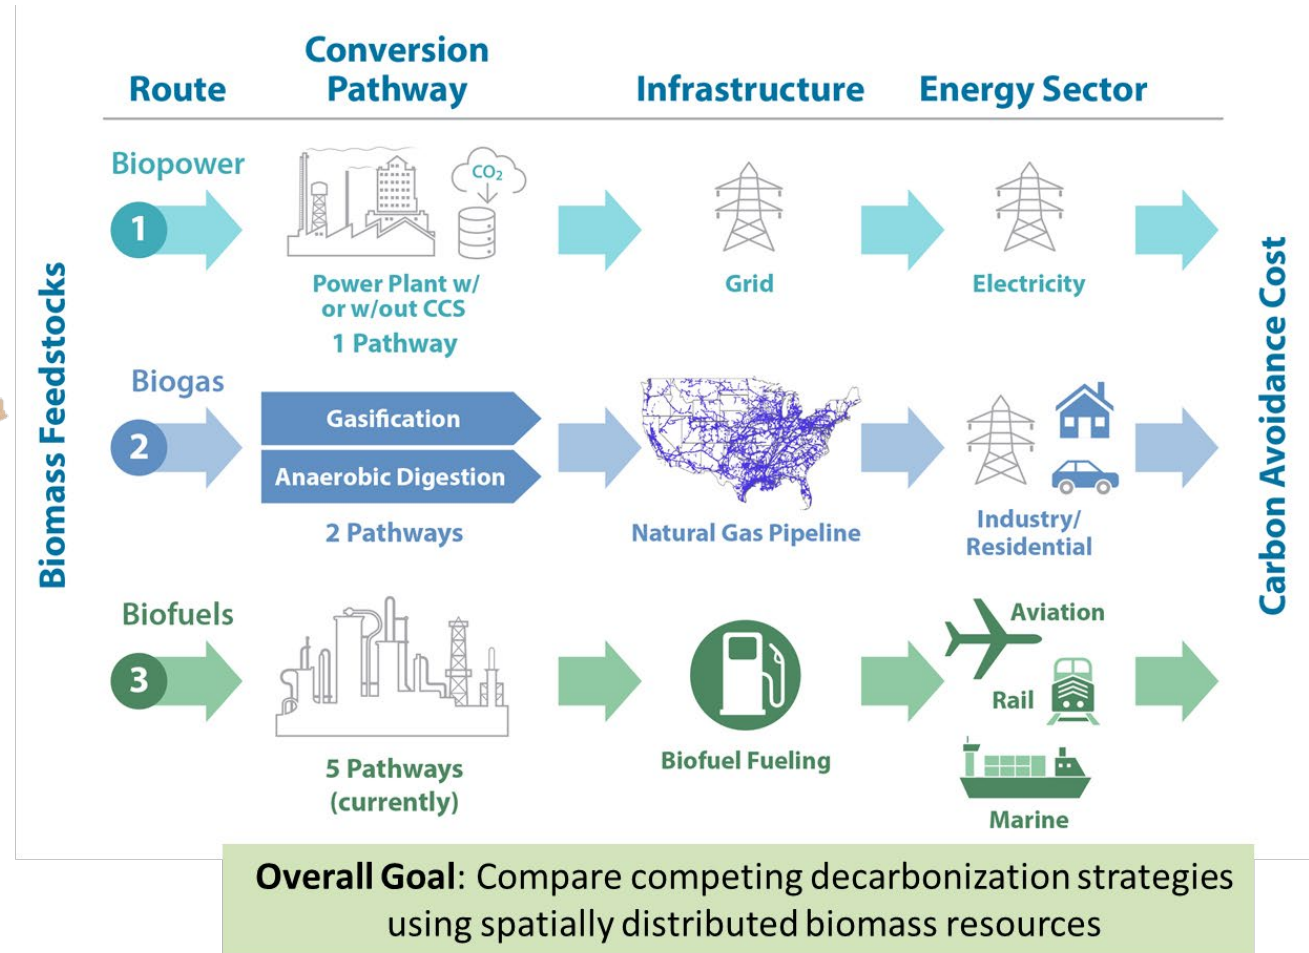 Route
Conversion
Pathway
Infrastructure
Energy Sector
Biomass Feedstocks
Biopower
1
CO₂
Power Plant w/
or w/out CCS
1 Pathway
Grid
Electricity
Biogas
2
Gasification
Anaerobic Digestion
2 Pathways
Natural Gas Pipeline
Industry/
Residential
Biofuels
3
5 Pathways
(currently)
Biofuel Fueling
Aviation
Rail
Marine
Carbon Avoidance Cost
Overall Goal: Compare competing decarbonization strategies
using spatially distributed biomass resources